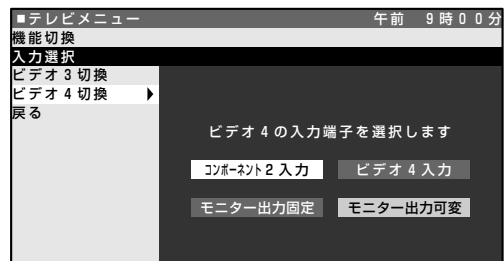 ■テレビメニュー 午前 9時00分
機能切換
入力選択
ビデオ3切換
ビデオ4切換
戻る
ビデオ4の入力端子を選択します
コンポーネント2入力 ビデオ4入力
モニター出力固定 モニター出力可変